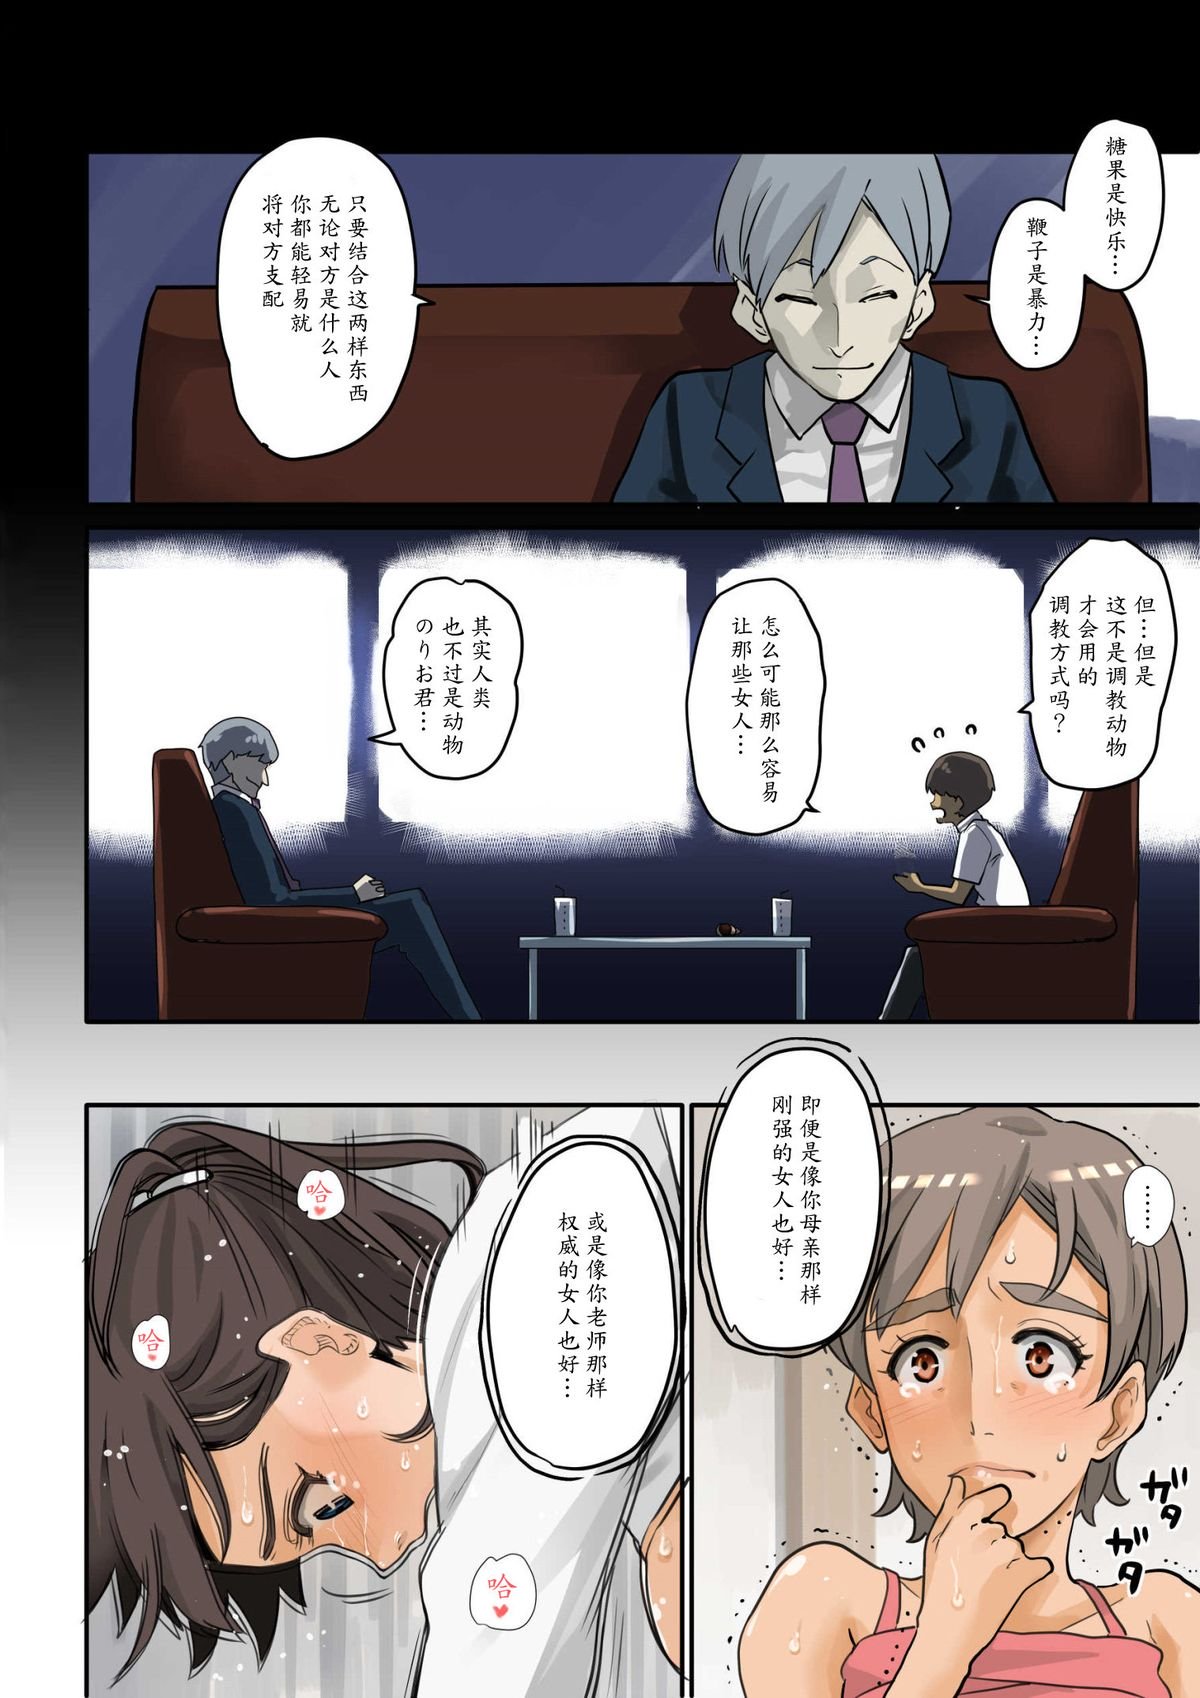 糖果是快乐…
鞭子是暴力…
只要结合这两样东西
无论对方是什么人
你都能轻易就
将对方支配
但…但是
这不是调教动物
才会用的
调教方式吗？
怎么可能那么容易
让那些女人…
其实人类
也不过是动物
のりお君…
……
即便是像你母亲那样
刚强的女人也好…
ガタ
ガタ
或是像你老师那样
权威的女人也好…
哈♥
哈♥
哈♥